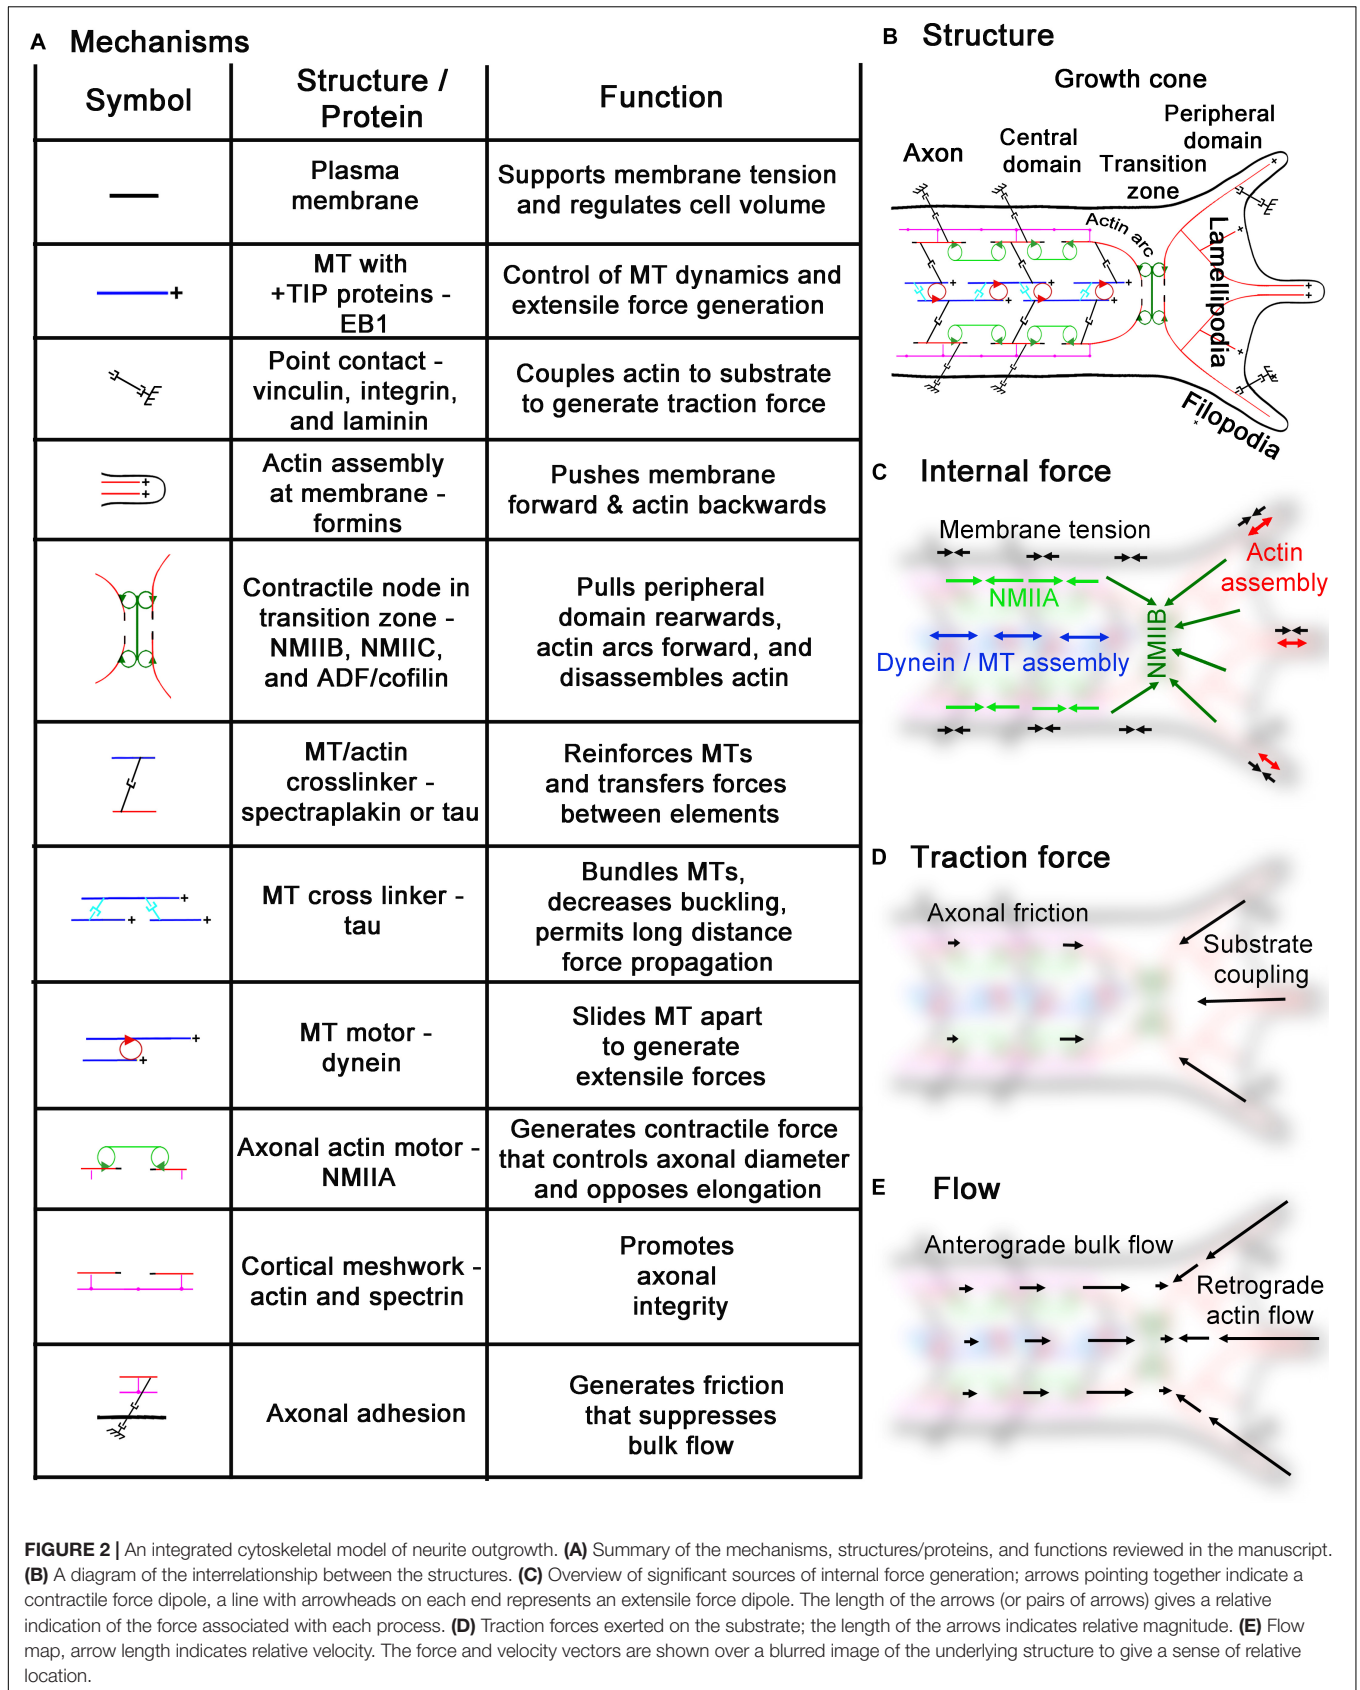 A Mechanisms
Symbol
Structure /
Protein
Function
Plasma
membrane
Supports membrane tension
and regulates cell volume
+
MT with
+TIP proteins -
EB1
Control of MT dynamics and
extensile force generation
Point contact -
vinculin, integrin,
and laminin
Couples actin to substrate
to generate traction force
+
+
Actin assembly
at membrane -
formins
Pushes membrane
forward & actin backwards
Contractile node in
transition zone -
NMIIB, NMIIC,
and ADF/cofilin
Pulls peripheral
domain rearwards,
actin arcs forward, and
disassembles actin
MT/actin
crosslinker -
spectraplakin or tau
Reinforces MTs
and transfers forces
between elements
+
+ +
MT cross linker -
tau
Bundles MTs,
decreases buckling,
permits long distance
force propagation
+
+
MT motor -
dynein
Slides MT apart
to generate
extensile forces
Axonal actin motor -
NMIIA
Generates contractile force
that controls axonal diameter
and opposes elongation
Cortical meshwork -
actin and spectrin
Promotes
axonal
integrity
Axonal adhesion
Generates friction
that suppresses
bulk flow
B Structure
Growth cone
Peripheral
domain
Axon
Central
domain
Transition
zone
Actin arc
Lamellipodia
Filopodia
C Internal force
Membrane tension
Actin
assembly
NMIIA
NMIIB
Dynein / MT assembly
D Traction force
Axonal friction
Substrate
coupling
E Flow
Anterograde bulk flow
Retrograde
actin flow
FIGURE 2 | An integrated cytoskeletal model of neurite outgrowth. (A) Summary of the mechanisms, structures/proteins, and functions reviewed in the manuscript.
(B) A diagram of the interrelationship between the structures. (C) Overview of significant sources of internal force generation; arrows pointing together indicate a
contractile force dipole, a line with arrowheads on each end represents an extensile force dipole. The length of the arrows (or pairs of arrows) gives a relative
indication of the force associated with each process. (D) Traction forces exerted on the substrate; the length of the arrows indicates relative magnitude. (E) Flow
map, arrow length indicates relative velocity. The force and velocity vectors are shown over a blurred image of the underlying structure to give a sense of relative
location.